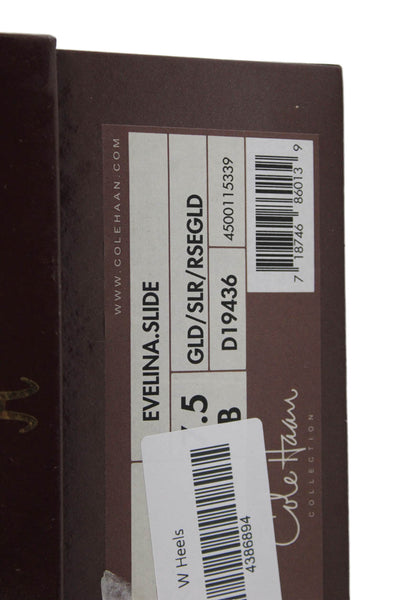 WWW.COLEHAAN.COM
EVELINA.SLIDE
GLD/SLR/RSEGLD
4500115339
.5
B
D19436
7 18746 86013 9
Cole Haan
COLLECTION
W Heels
4386894